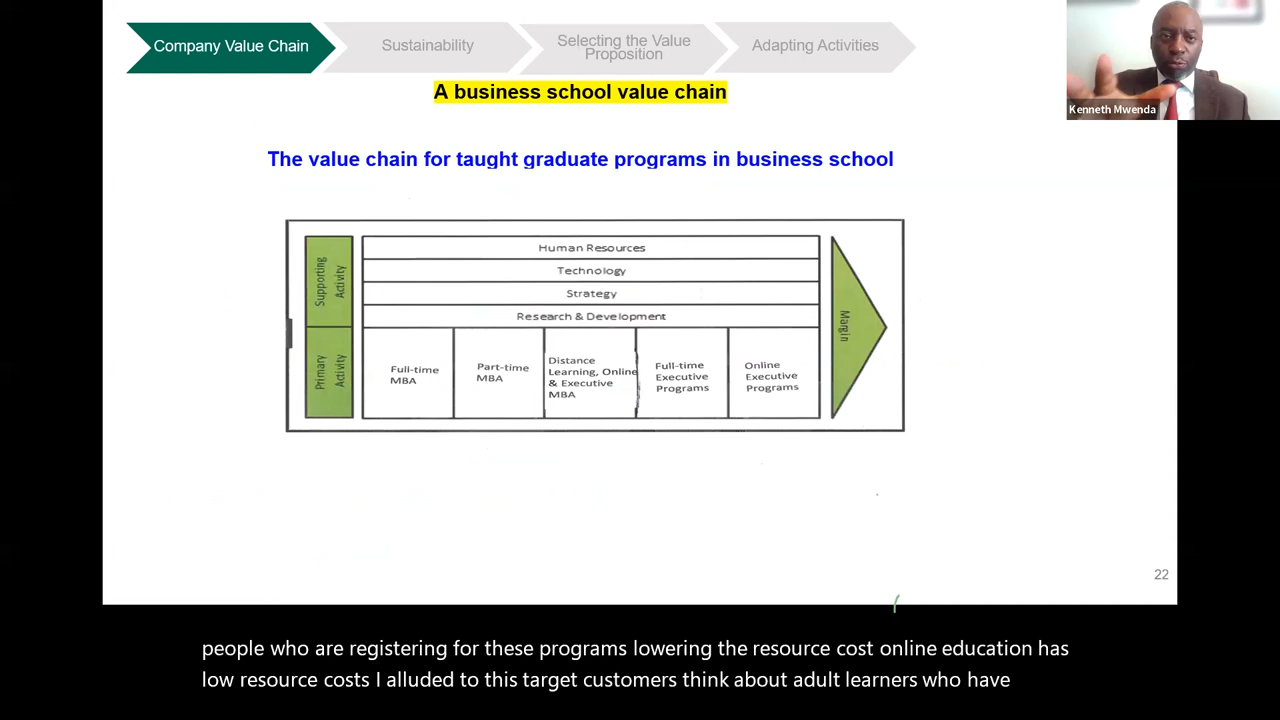 Company Value Chain
Sustainability
Selecting the Value
Proposition
Adapting Activities
A business school value chain
Kenneth Mwenda
The value chain for taught graduate programs in business school
Supporting
Activity
Human Resources
Technology
Strategy
Research & Development
Primary
Activity
Full-time
MBA
Part-time
MBA
Distance
Learning, Online
& Executive
MBA
Full-time
Executive
Programs
Online
Executive
Programs
Margin
22
people who are registering for these programs lowering the resource cost online education has
low resource costs I alluded to this target customers think about adult learners who have